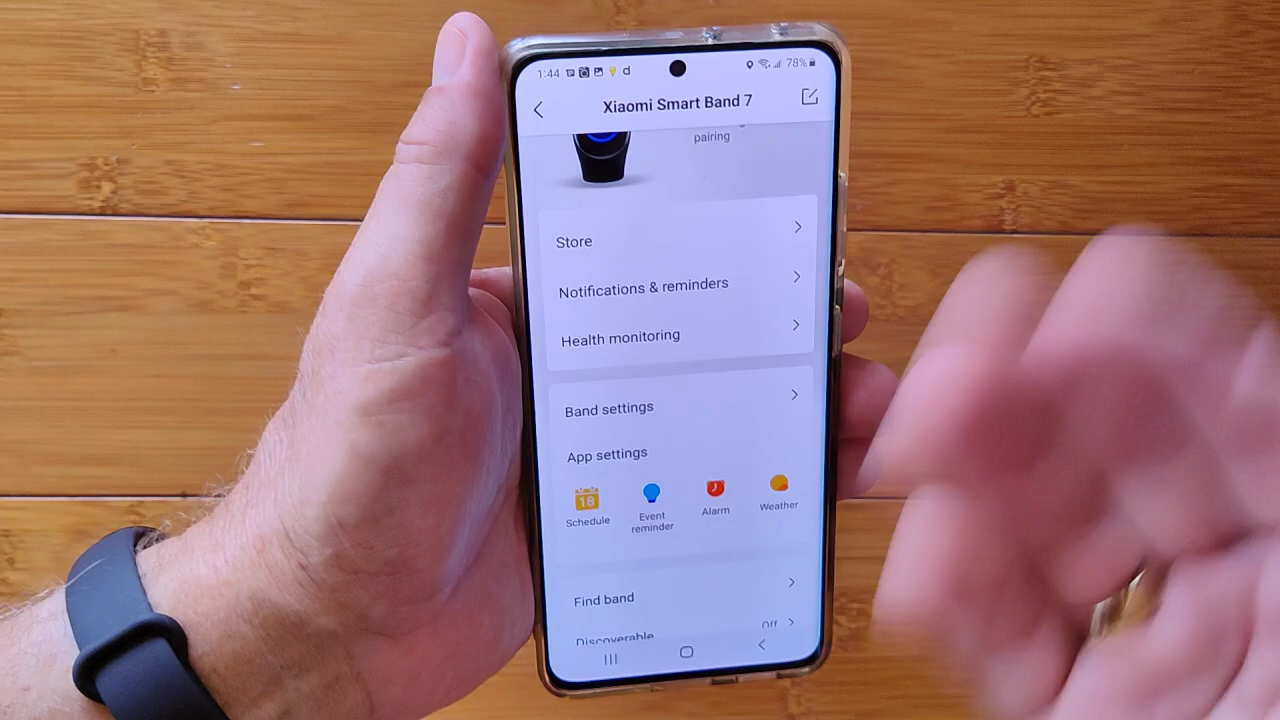 1:44
d
78%
Xiaomi Smart Band 7
pairing
Store
Notifications & reminders
Health monitoring
Band settings
App settings
18
Schedule
Event
reminder
Alarm
Weather
Find band
Discoverable
Off